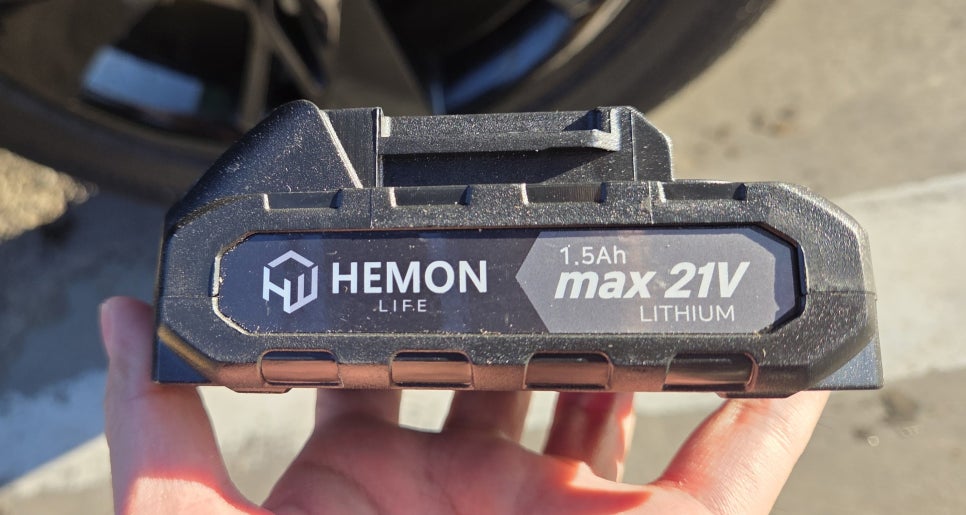 HEMON
LIFE
1.5Ah
max 21V
LITHIUM